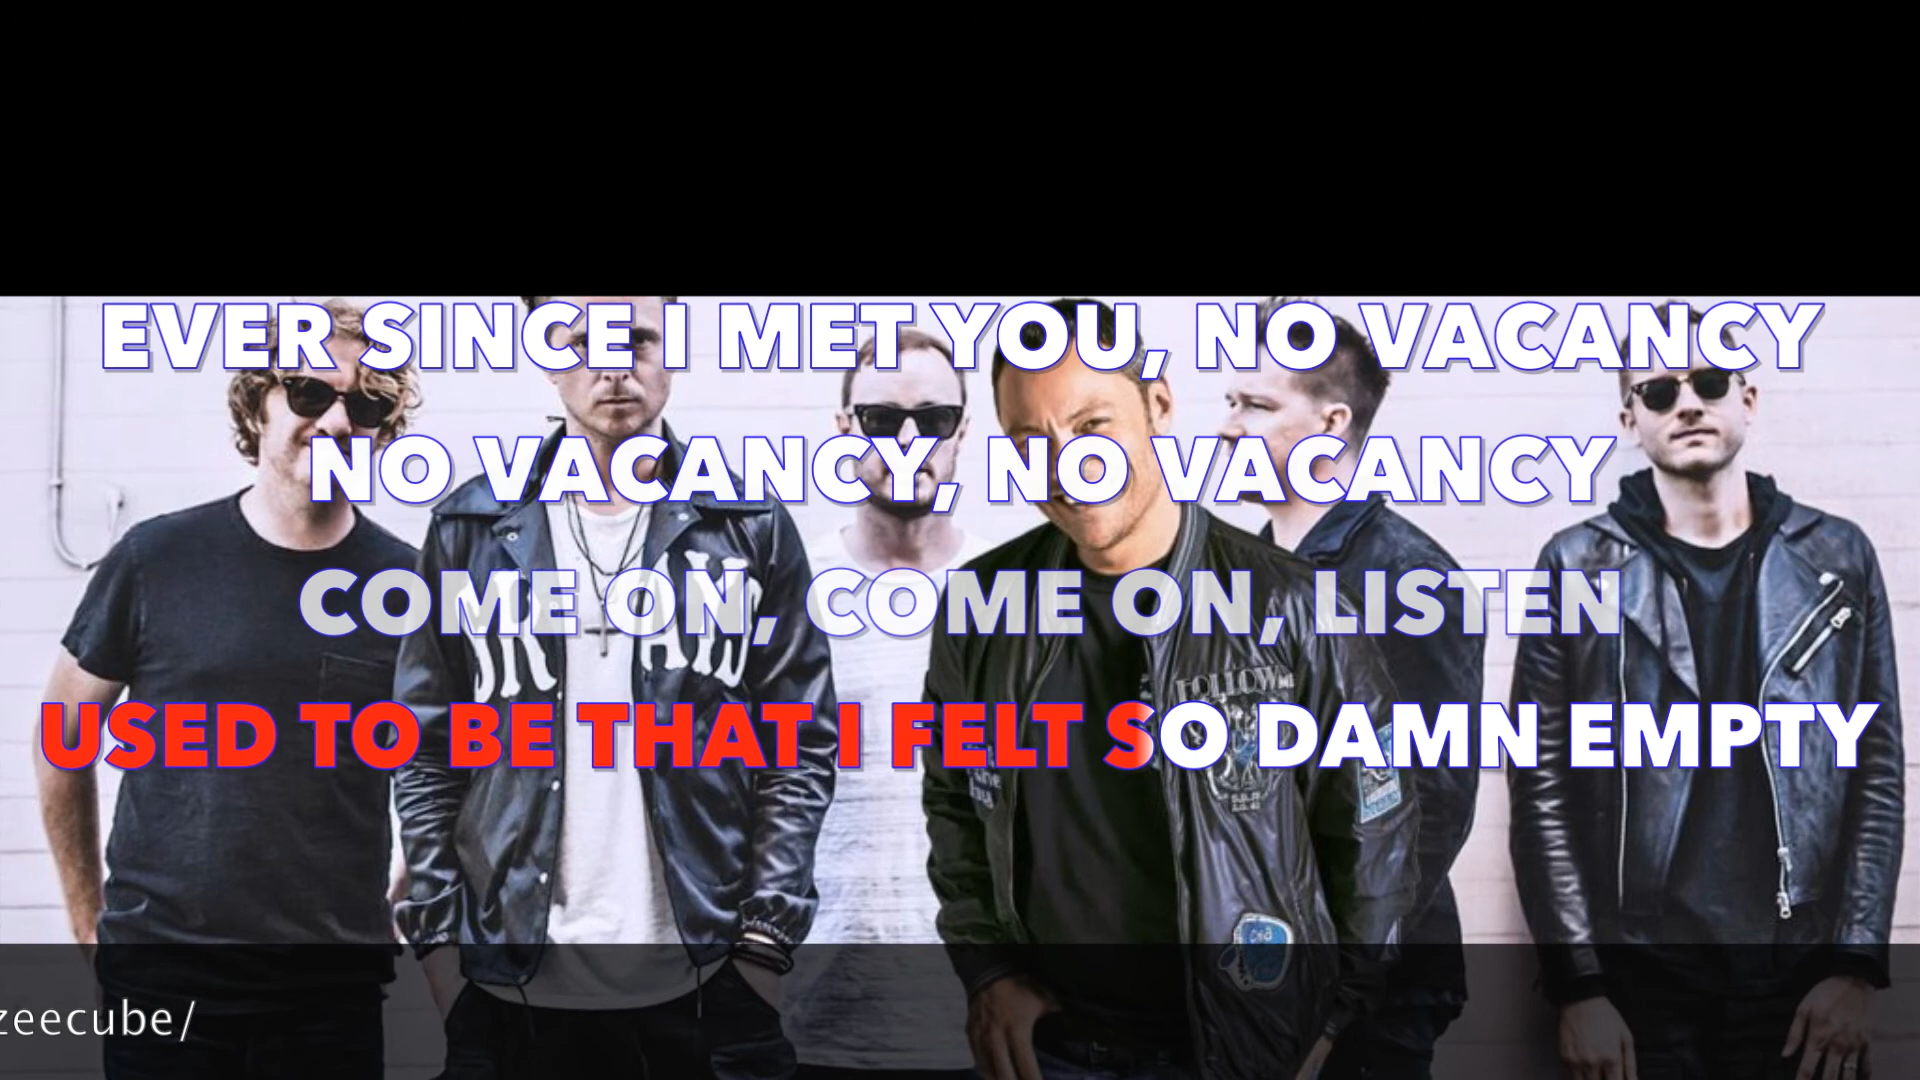 EVER SINCE I MET YOU, NO VACANCY
NO VACANCY, NO VACANCY
COME ON, COME ON, LISTEN
USED TO BE THAT I FELT SO DAMN EMPTY
FOLLOW
zeecube/